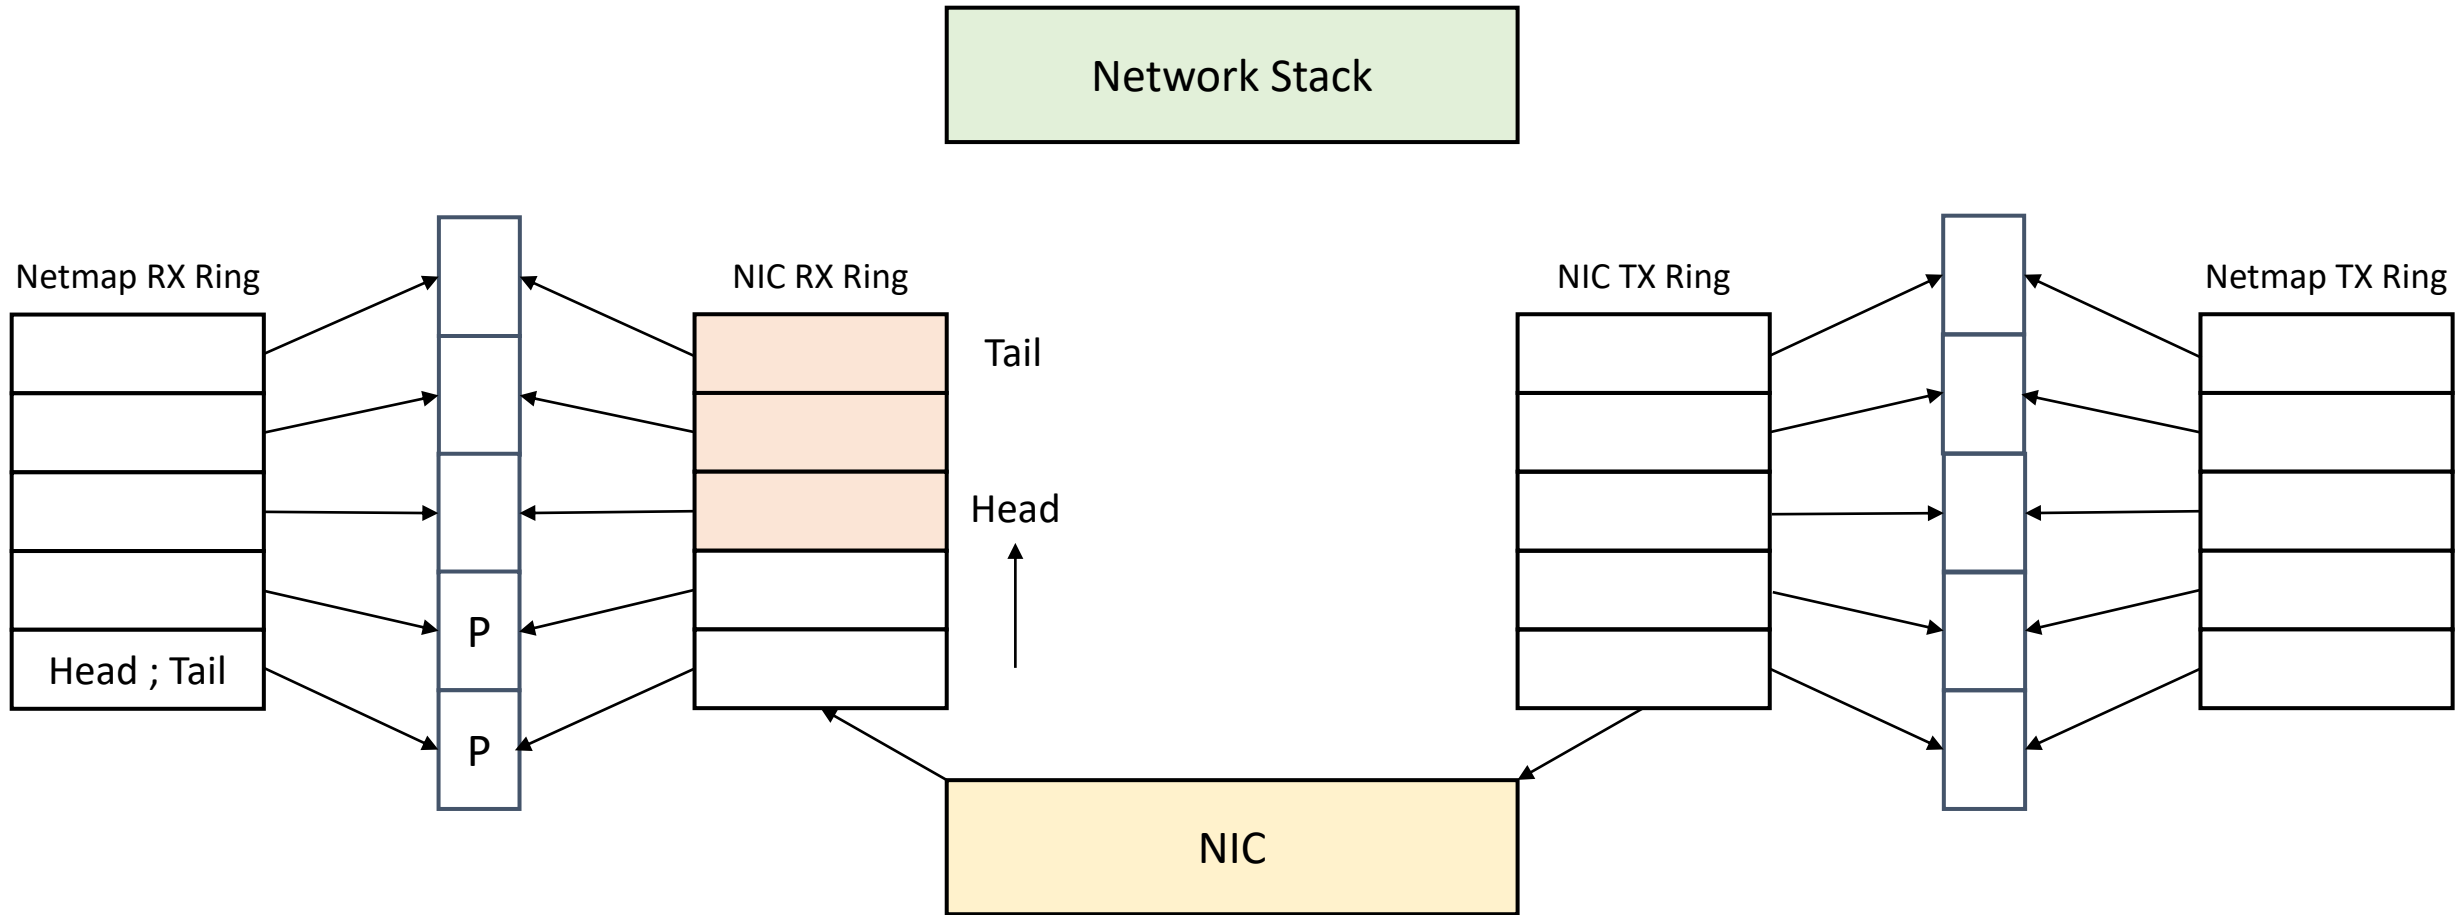 Network Stack
Netmap RX Ring
NIC RX Ring
NIC TX Ring
Netmap TX Ring
Tail
Head
P
Head ; Tail
P
NIC